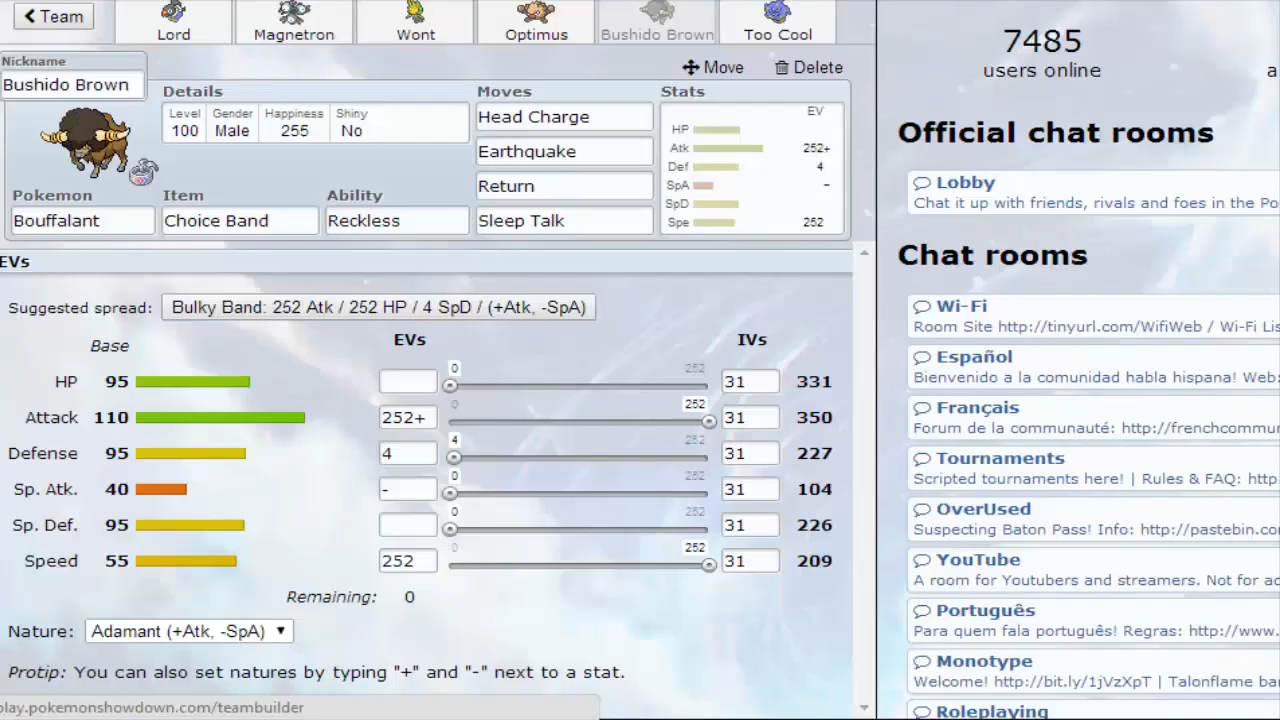 Team
Lord
Magnetron
Wont
Optimus
Bushido Brown
Too Cool
Nickname
Bushido Brown
Move
Delete
Details
Level
100
Gender
Male
Happiness
255
Shiny
No
Pokemon
Bouffalant
Item
Choice Band
Ability
Reckless
Moves
Head Charge
Earthquake
Return
Sleep Talk
Stats
EV
HP
Atk 252+
Def 4
SpA -
SpD
Spe 252
EVs
Suggested spread: Bulky Band: 252 Atk / 252 HP / 4 SpD / (+Atk, -SpA)
Base EVs IVs
HP 95 0 252 31 331
Attack 110 252+ 0 252 31 350
Defense 95 4 4 252 31 227
Sp. Atk. 40 - 0 252 31 104
Sp. Def. 95 0 252 31 226
Speed 55 252 0 252 31 209
Remaining: 0
Nature: Adamant (+Atk, -SpA)
Protip: You can also set natures by typing "+" and "-" next to a stat.
play.pokemonshowdown.com/teambuilder
7485
users online
a
Official chat rooms
Lobby
Chat it up with friends, rivals and foes in the Po
Chat rooms
Wi-Fi
Room Site http://tinyurl.com/WifiWeb / Wi-Fi Lis
Español
Bienvenido a la comunidad habla hispana! Web:
Français
Forum de la communauté: http://frenchcommu
Tournaments
Scripted tournaments here! | Rules & FAQ: http
OverUsed
Suspecting Baton Pass! Info: http://pastebin.co
YouTube
A room for Youtubers and streamers. Not for ad
Português
Para quem fala português! Regras: http://www.
Monotype
Welcome! http://bit.ly/1jVzXpT | Talonflame ba
Roleplaying